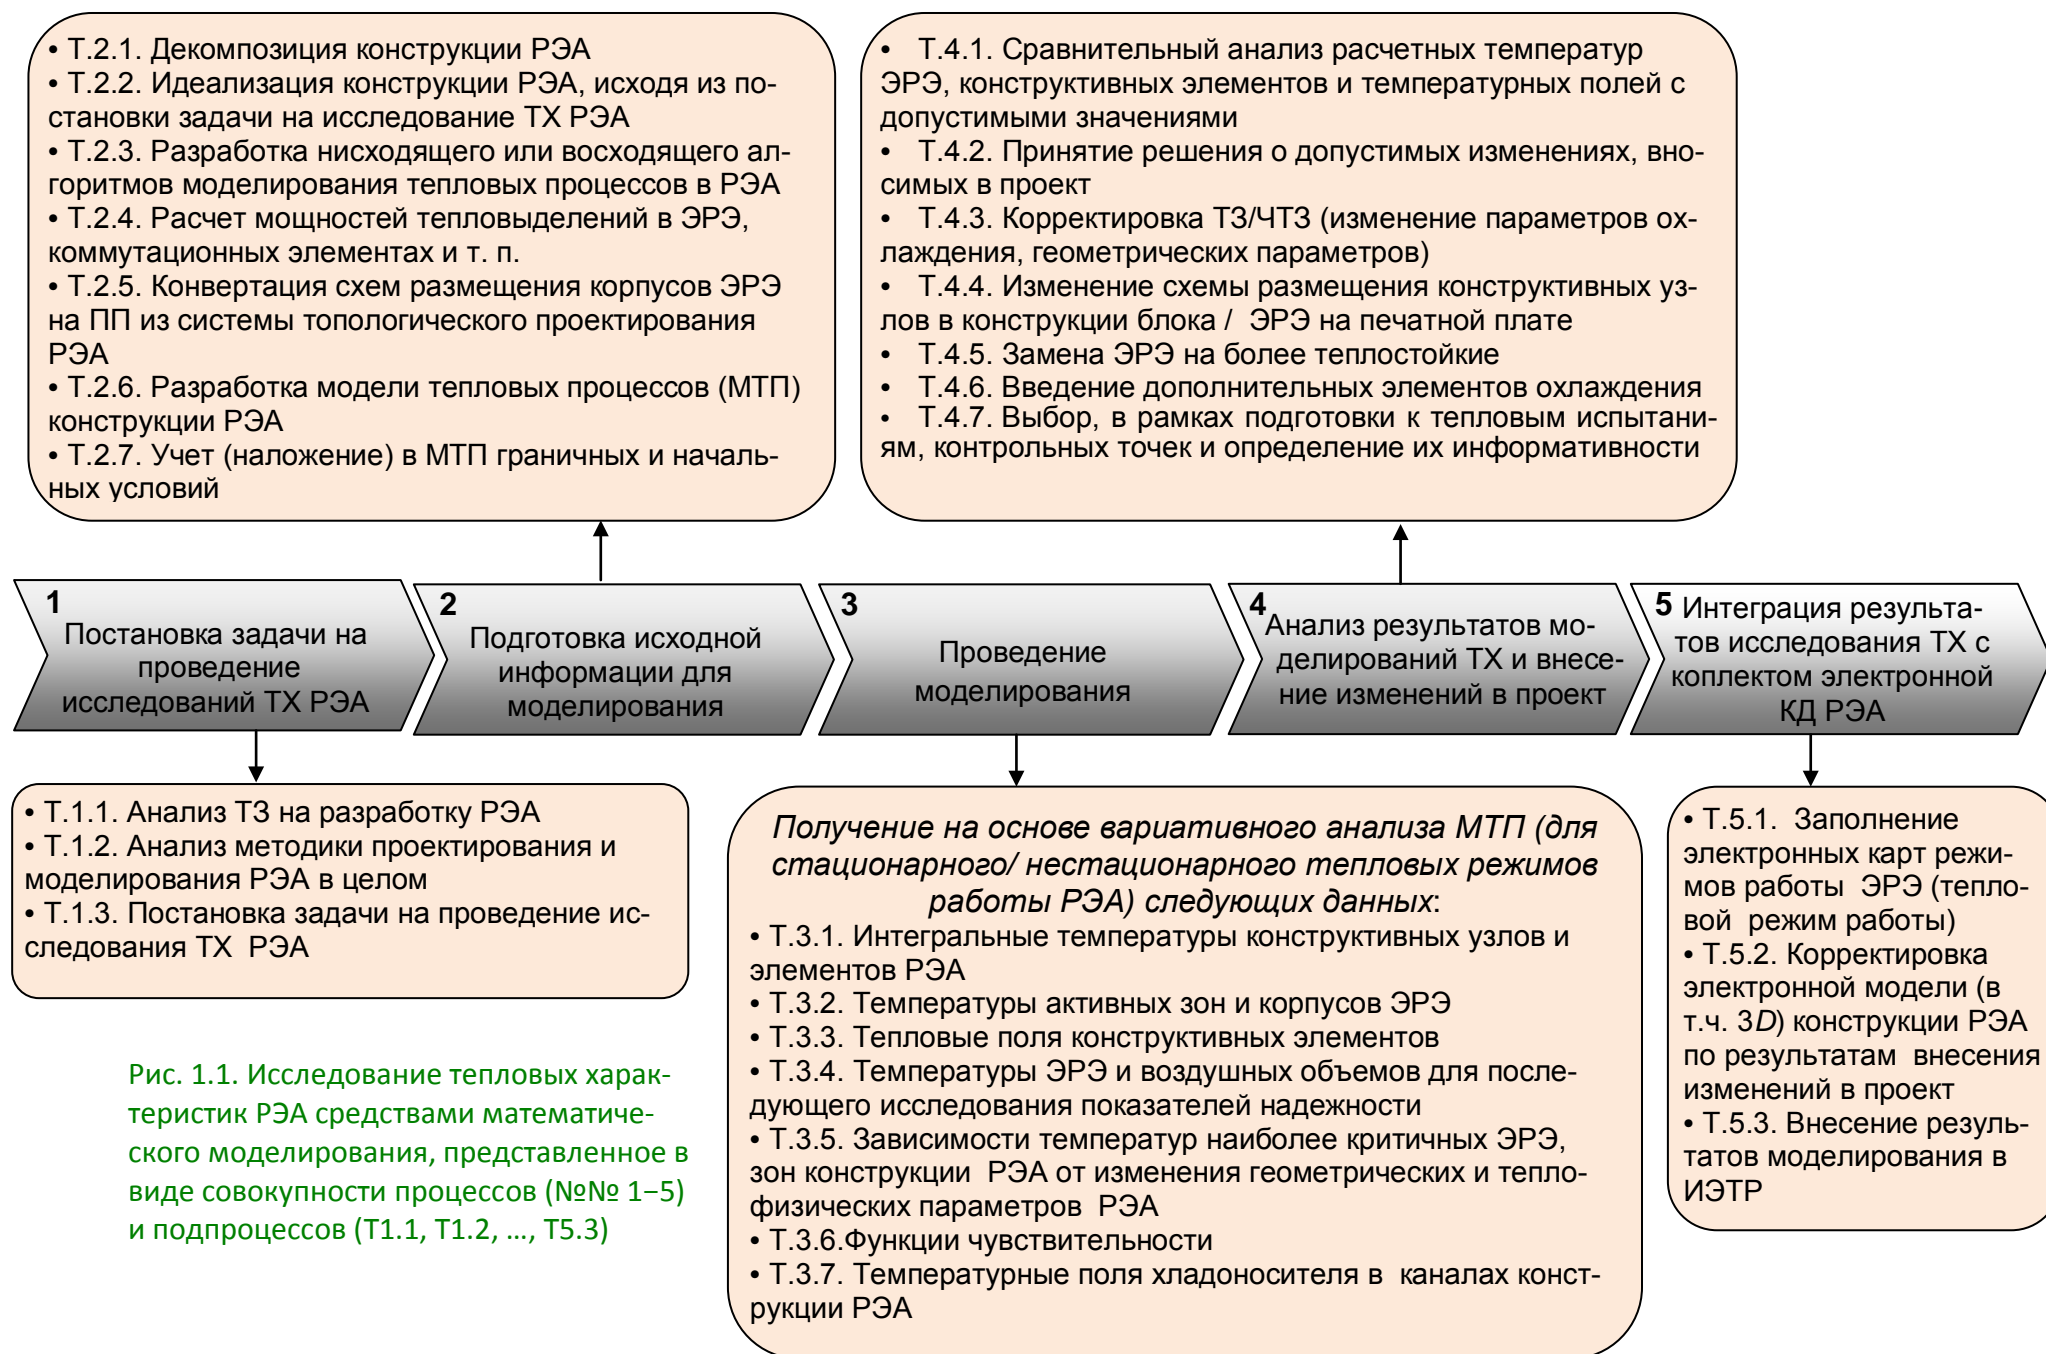 • Т.2.1. Декомпозиция конструкции РЭА
• Т.2.2. Идеализация конструкции РЭА, исходя из по-
становки задачи на исследование ТХ РЭА
• Т.2.3. Разработка нисходящего или восходящего ал-
горитмов моделирования тепловых процессов в РЭА
• Т.2.4. Расчет мощностей тепловыделений в ЭРЭ,
коммутационных элементах и т. п.
• Т.2.5. Конвертация схем размещения корпусов ЭРЭ
на ПП из системы топологического проектирования
РЭА
• Т.2.6. Разработка модели тепловых процессов (МТП)
конструкции РЭА
• Т.2.7. Учет (наложение) в МТП граничных и началь-
ных условий
• Т.4.1. Сравнительный анализ расчетных температур
ЭРЭ, конструктивных элементов и температурных полей с
допустимыми значениями
• Т.4.2. Принятие решения о допустимых изменениях, вно-
симых в проект
• Т.4.3. Корректировка ТЗ/ЧТЗ (изменение параметров ох-
лаждения, геометрических параметров)
• Т.4.4. Изменение схемы размещения конструктивных уз-
лов в конструкции блока / ЭРЭ на печатной плате
• Т.4.5. Замена ЭРЭ на более теплостойкие
• Т.4.6. Введение дополнительных элементов охлаждения
• Т.4.7. Выбор, в рамках подготовки к тепловым испытани-
ям, контрольных точек и определение их информативности
1
Постановка задачи на
проведение
исследований ТХ РЭА
2
Подготовка исходной
информации для
моделирования
3
Проведение
моделирования
4
Анализ результатов мо-
делирований ТХ и внесе-
ние изменений в проект
5 Интеграция результа-
тов исследования ТХ с
коплектом электронной
КД РЭА
• Т.1.1. Анализ ТЗ на разработку РЭА
• Т.1.2. Анализ методики проектирования и
моделирования РЭА в целом
• Т.1.3. Постановка задачи на проведение ис-
следования ТХ РЭА
Получение на основе вариативного анализа МТП (для
стационарного/ нестационарного тепловых режимов
работы РЭА) следующих данных:
• Т.3.1. Интегральные температуры конструктивных узлов и
элементов РЭА
• Т.3.2. Температуры активных зон и корпусов ЭРЭ
• Т.3.3. Тепловые поля конструктивных элементов
• Т.3.4. Температуры ЭРЭ и воздушных объемов для после-
дующего исследования показателей надежности
• Т.3.5. Зависимости температур наиболее критичных ЭРЭ,
зон конструкции РЭА от изменения геометрических и тепло-
физических параметров РЭА
• Т.3.6.Функции чувствительности
• Т.3.7. Температурные поля хладоносителя в каналах конст-
рукции РЭА
• Т.5.1. Заполнение
электронных карт режи-
мов работы ЭРЭ (тепло-
вой режим работы)
• Т.5.2. Корректировка
электронной модели (в
т.ч. 3D) конструкции РЭА
по результатам внесения
изменений в проект
• Т.5.3. Внесение резуль-
татов моделирования в
ИЭТР
Рис. 1.1. Исследование тепловых харак-
теристик РЭА средствами математиче-
ского моделирования, представленное в
виде совокупности процессов (№№ 1–5)
и подпроцессов (Т1.1, Т1.2, ..., Т5.3)